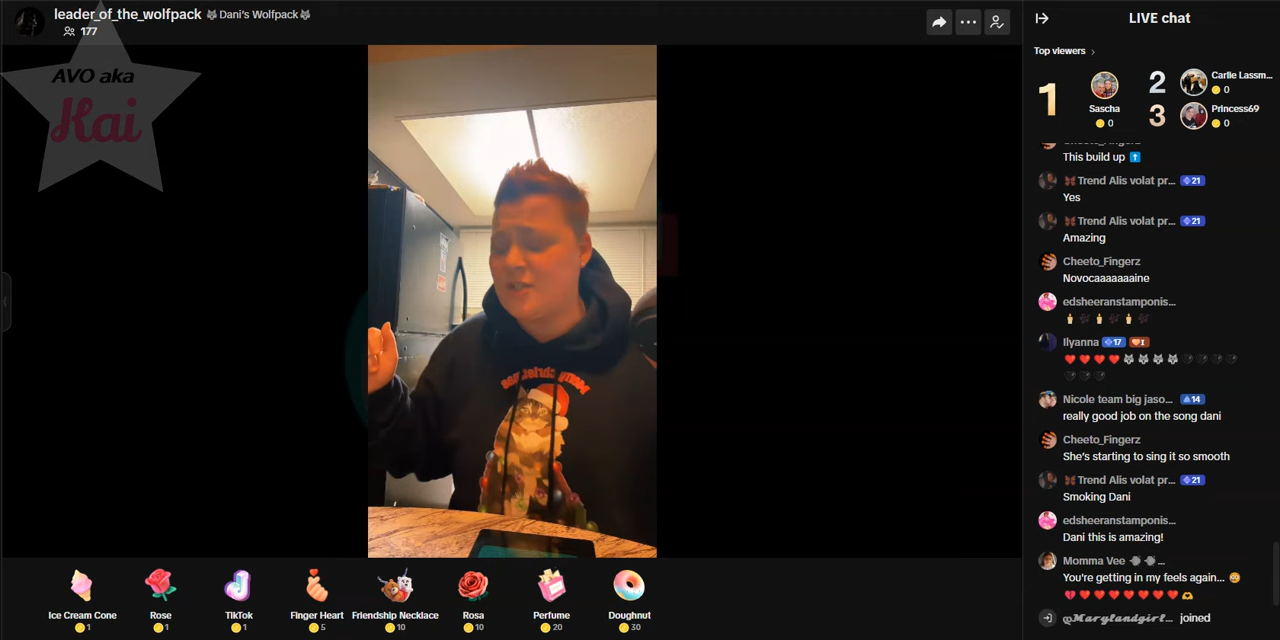 leader_of_the_wolfpack 🐺Dani's Wolfpack🐺
177
AVO aka
Kai
merry christmas
Ice Cream Cone
1
Rose
1
TikTok
1
Finger Heart
5
Friendship Necklace
10
Rosa
10
Perfume
20
Doughnut
30
LIVE chat
Top viewers >
1
Sascha
0
2
Carlie Lassm...
0
3
Princess69
0
Cheeto_Fingerz
This build up ⬆️
Trend Alis volat pr... 21
Yes
Trend Alis volat pr... 21
Amazing
Cheeto_Fingerz
Novocaaaaaaaine
edsheeranstamponis...
Ilyanna 17 I
Nicole team big jaso... 14
really good job on the song dani
Cheeto_Fingerz
She's starting to sing it so smooth
Trend Alis volat pr... 21
Smoking Dani
edsheeranstamponis...
Dani this is amazing!
Momma Vee ...
You're getting in my feels again... 🥹
@Marylandgirl... joined